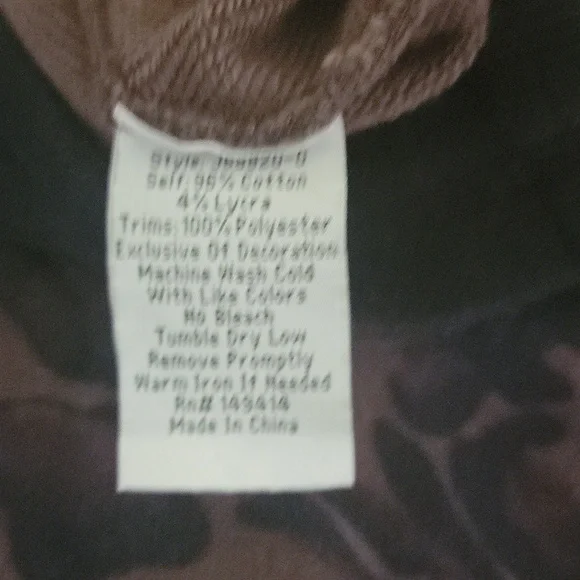 Style:
Self: 96% Cotton
4% Lycra
Trims: 100% Polyester
Exclusive Of Decoration
Machine Wash Cold
With Like Colors
No Bleach
Tumble Dry Low
Remove Promptly
Warm Iron If Needed
Rn# 149414
Made In China